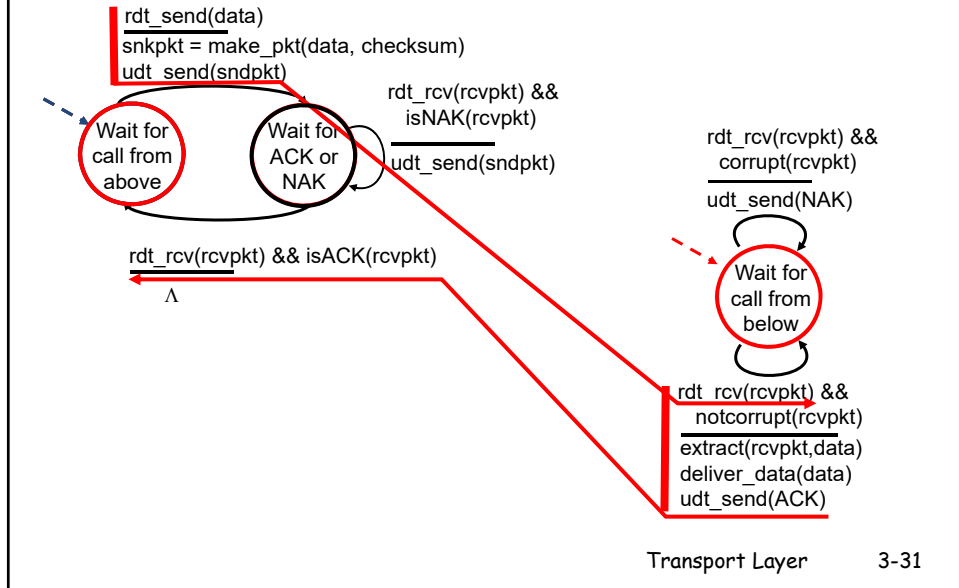 rdt_send(data)
snkpkt = make_pkt(data, checksum)
udt_send(sndpkt)
rdt_rcv(rcvpkt) &&
isNAK(rcvpkt)
udt_send(sndpkt)
Wait for
call from
above
Wait for
ACK or
NAK
rdt_rcv(rcvpkt) && isACK(rcvpkt)
Λ
rdt_rcv(rcvpkt) &&
corrupt(rcvpkt)
udt_send(NAK)
Wait for
call from
below
rdt_rcv(rcvpkt) &&
notcorrupt(rcvpkt)
extract(rcvpkt,data)
deliver_data(data)
udt_send(ACK)
Transport Layer 3-31